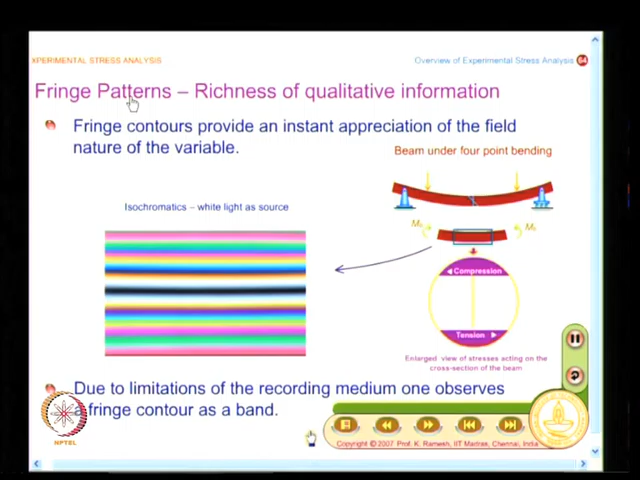 XPERIMENTAL STRESS ANALYSIS
Overview of Experimental Stress Analysis 64
Fringe Patterns – Richness of qualitative information
Fringe contours provide an instant appreciation of the field
nature of the variable.
Beam under four point bending
Isochromatics – white light as source
Compression
Tension
Enlarged view of stresses acting on the
cross-section of the beam
Due to limitations of the recording medium one observes
a fringe contour as a band.
NPTEL
Copyright © 2007 Prof. K. Ramesh, IIT Madras, Chennai, India